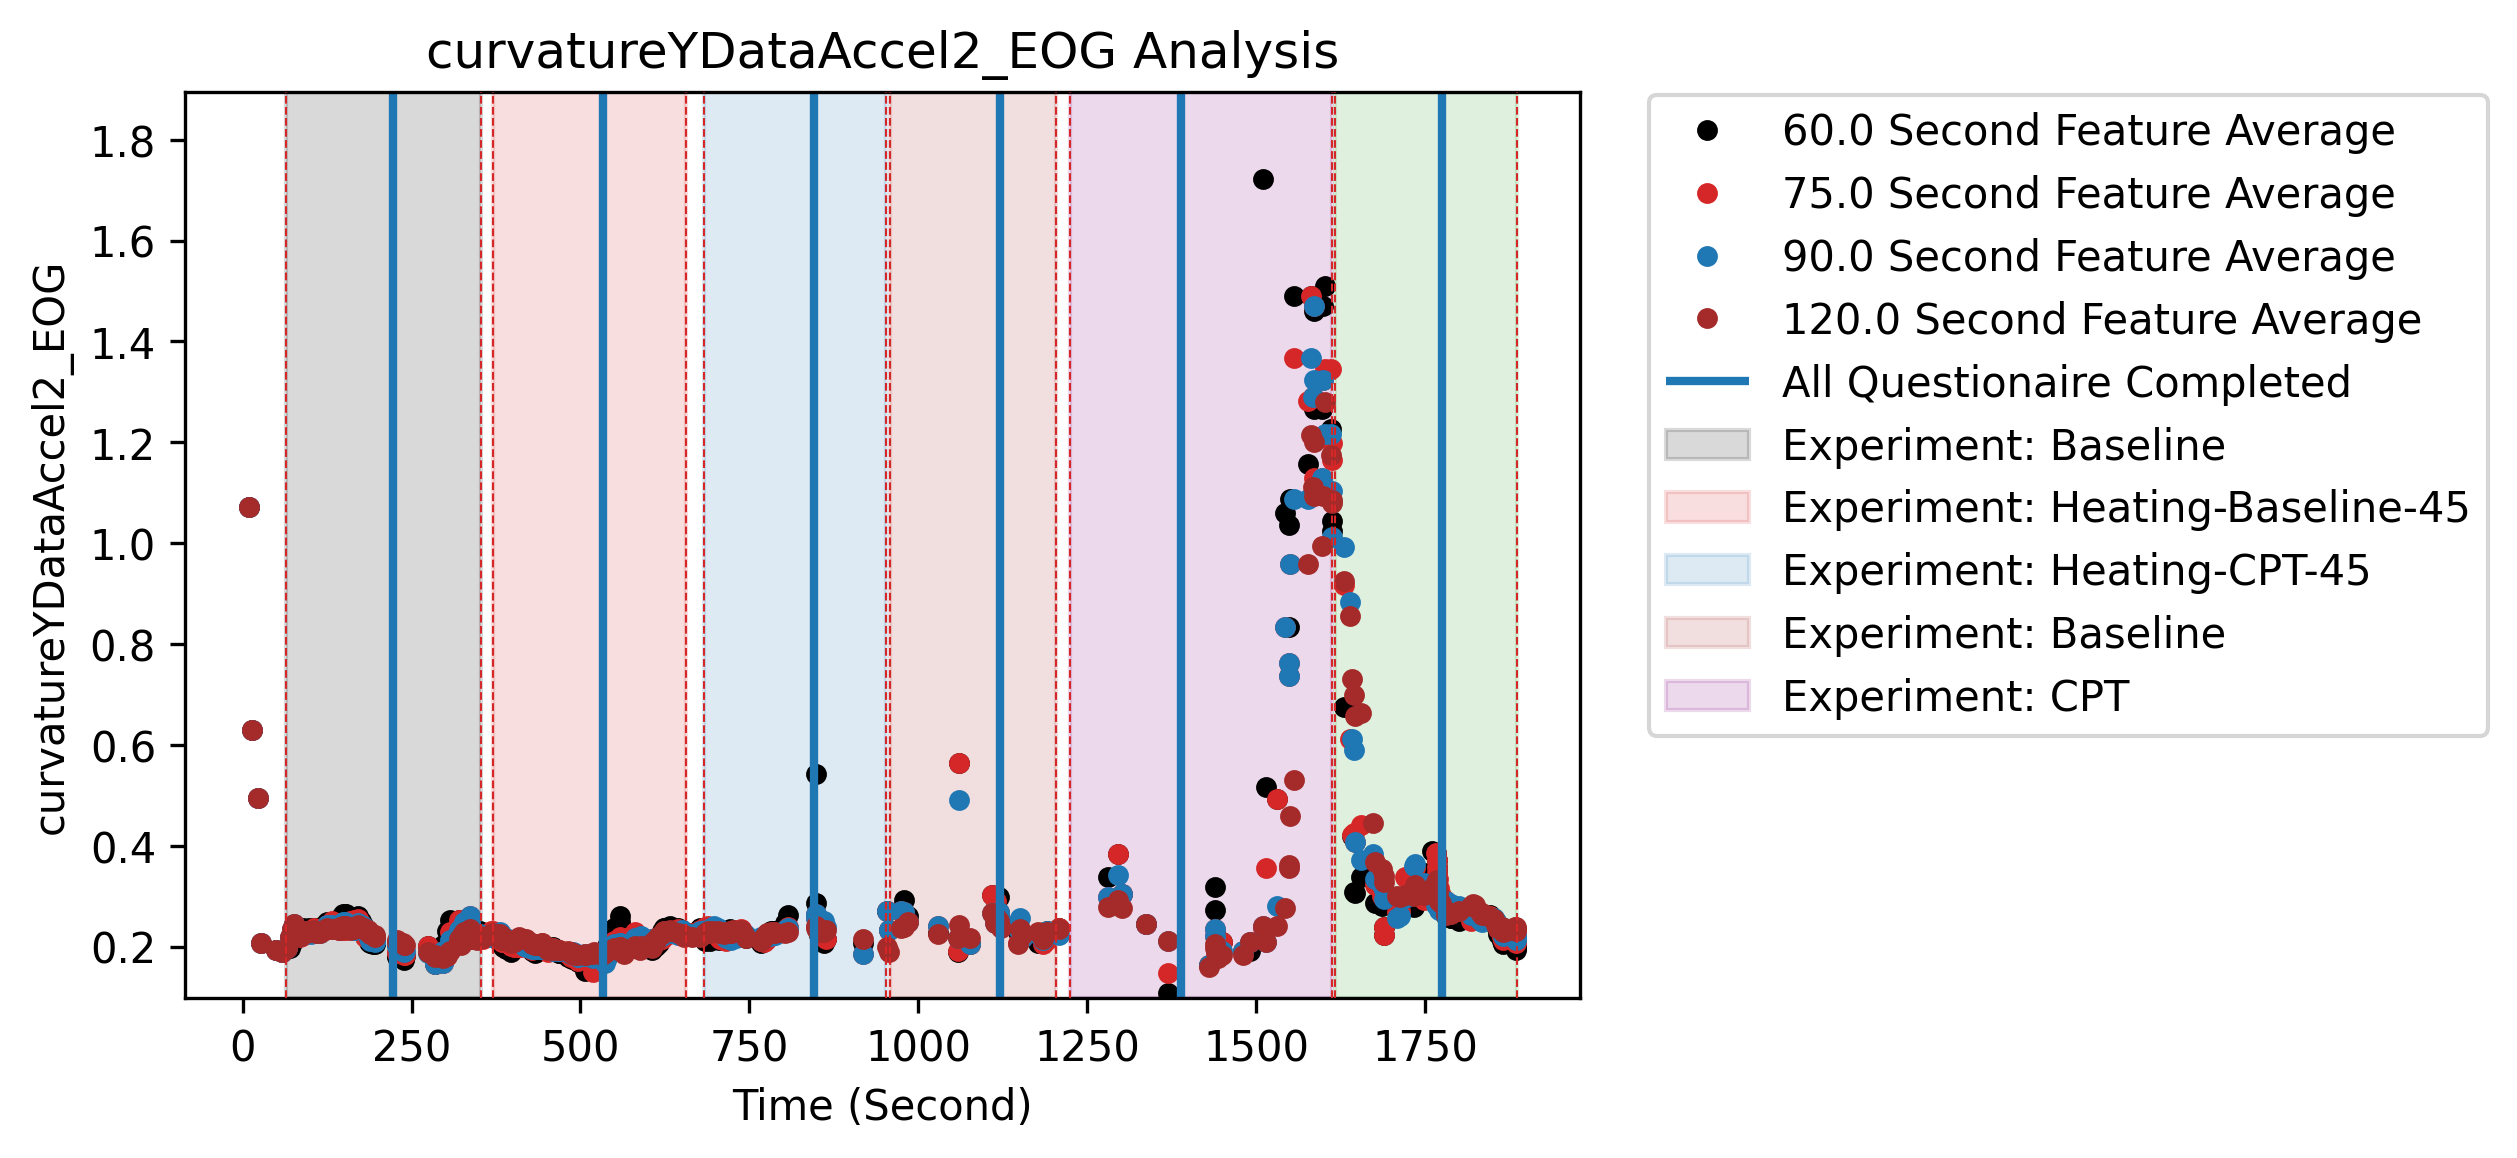 curvatureYDataAccel2_EOG Analysis
curvatureYDataAccel2_EOG
1.8
1.6
1.4
1.2
1.0
0.8
0.6
0.4
0.2
0
250
500
750
1000
1250
1500
1750
Time (Second)
60.0 Second Feature Average
75.0 Second Feature Average
90.0 Second Feature Average
120.0 Second Feature Average
All Questionaire Completed
Experiment: Baseline
Experiment: Heating-Baseline-45
Experiment: Heating-CPT-45
Experiment: Baseline
Experiment: CPT